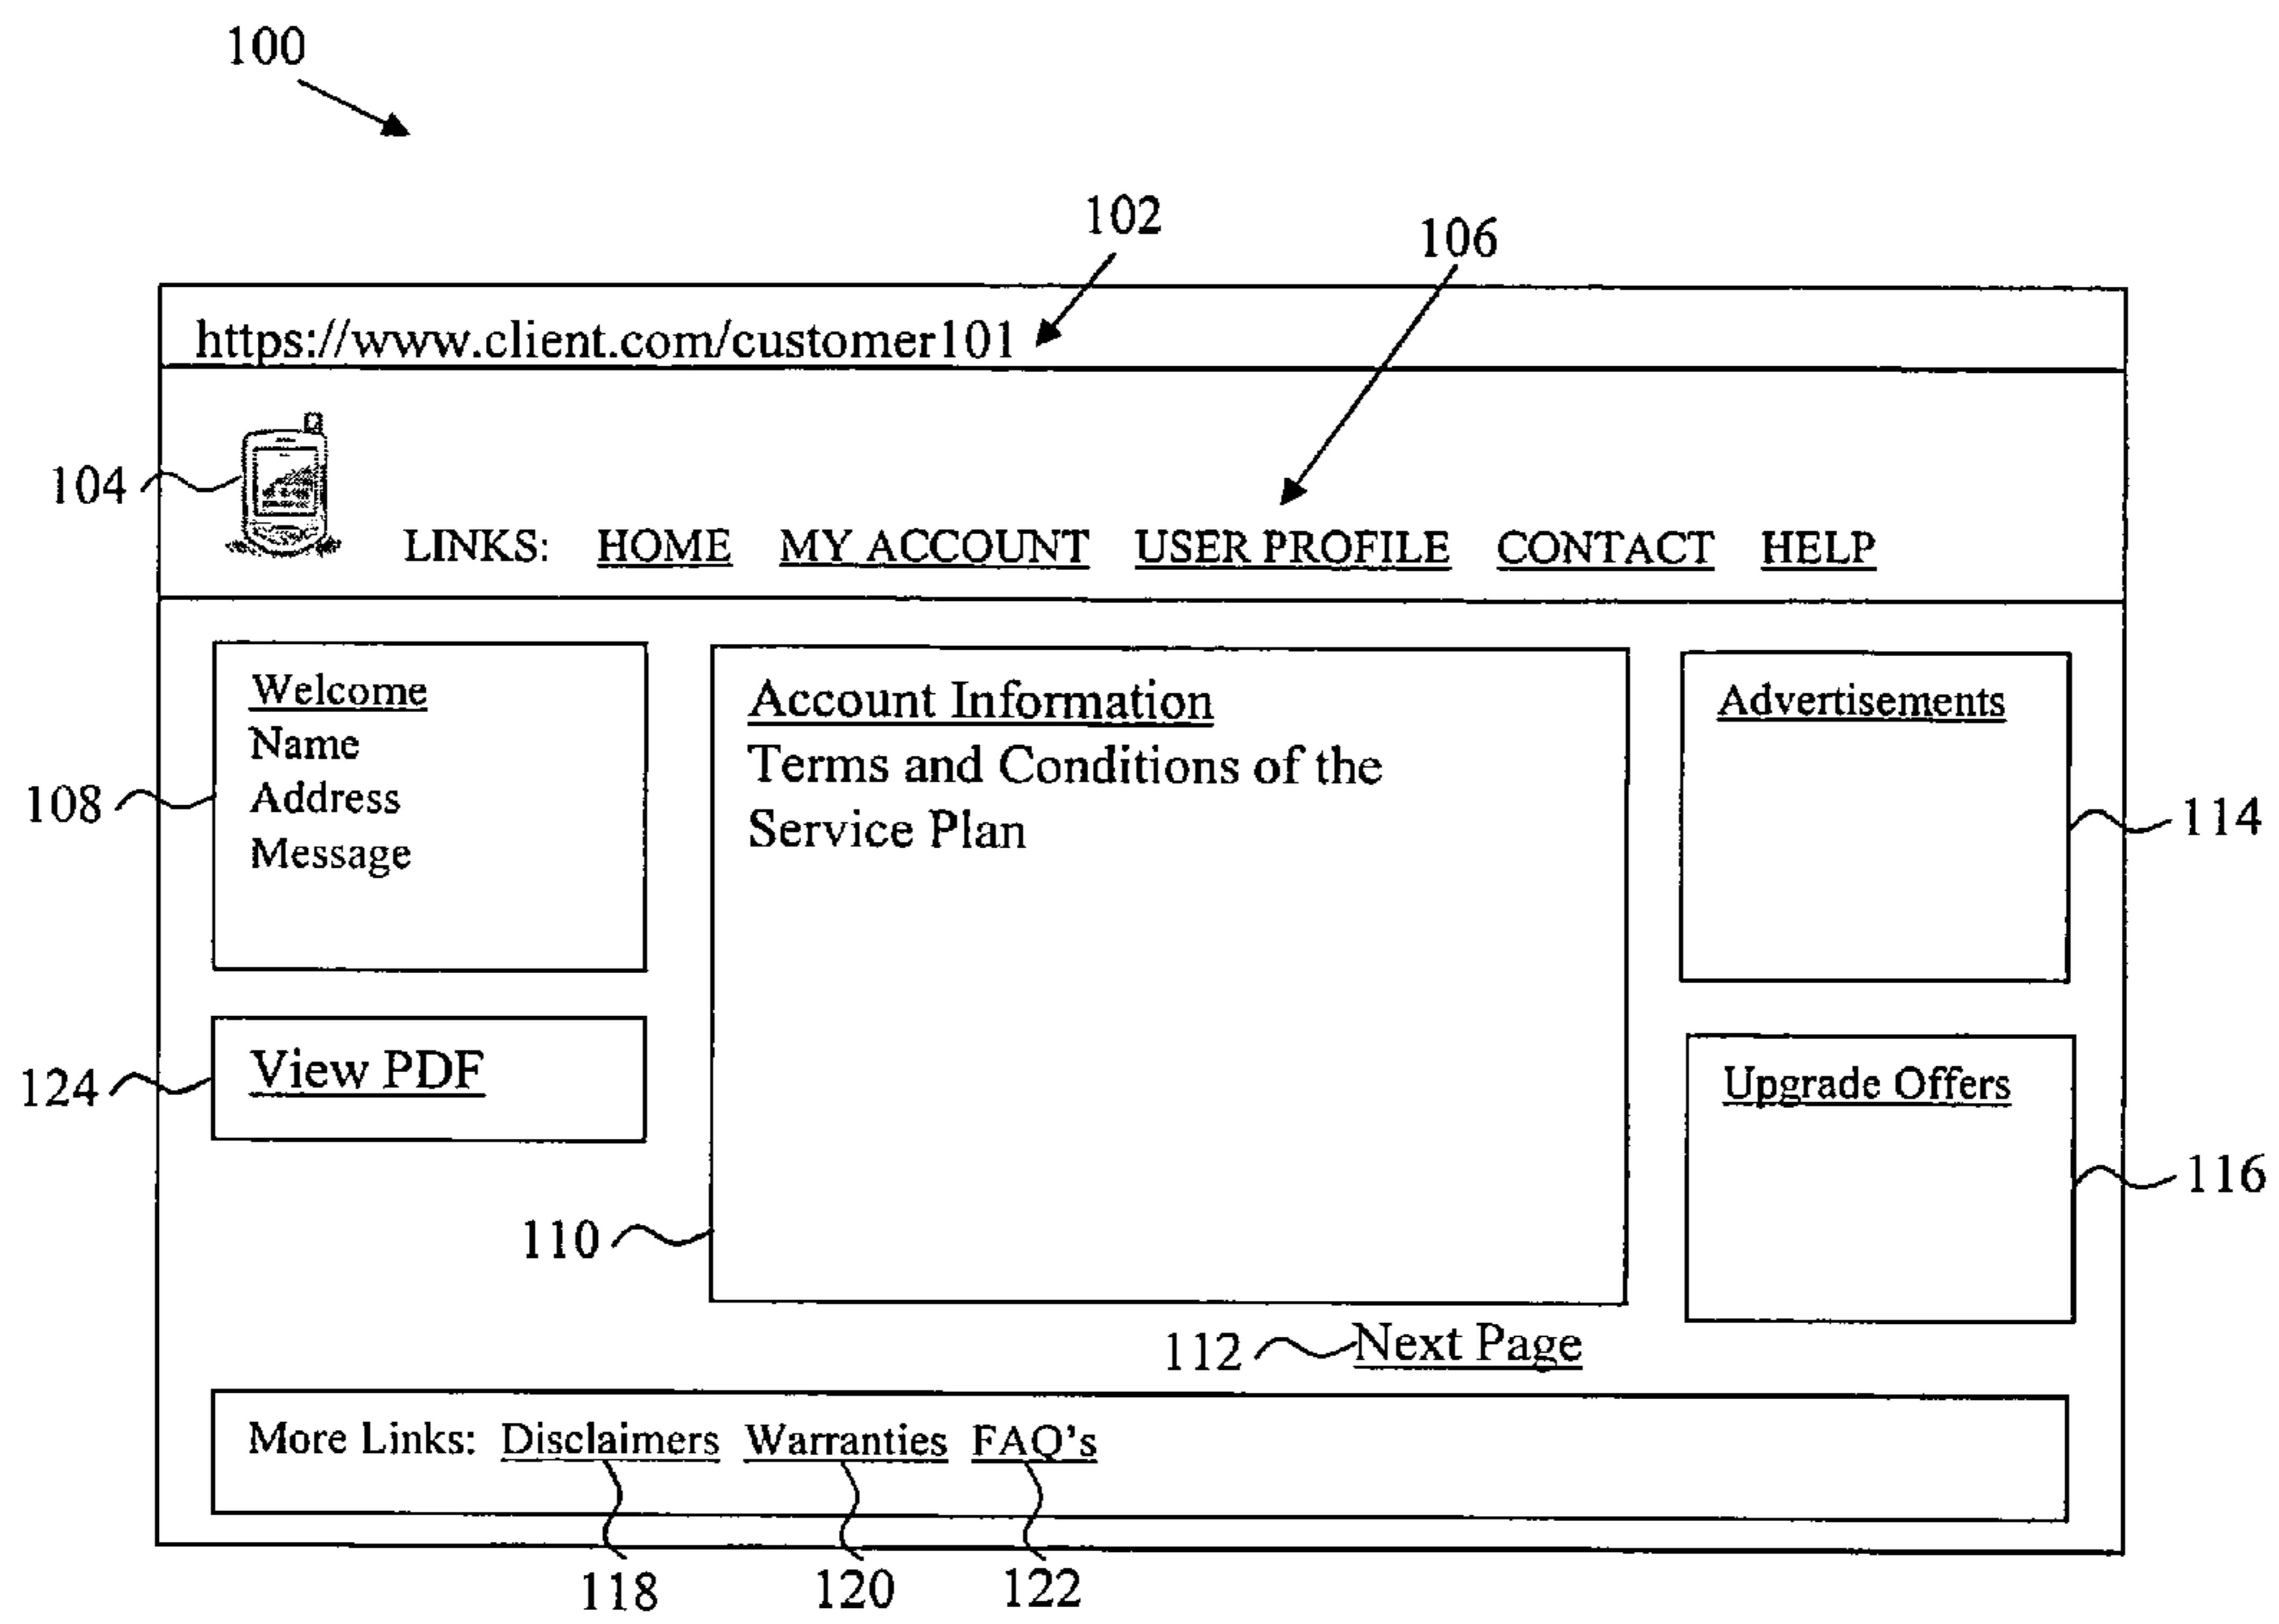 100
102
106
https://www.client.com/customer101
104
LINKS: HOME MY ACCOUNT USER PROFILE CONTACT HELP
Welcome
Name
Address
Message
108
View PDF
124
Account Information
Terms and Conditions of the
Service Plan
110
Advertisements
114
Upgrade Offers
116
112 Next Page
More Links: Disclaimers Warranties FAQ's
118 120 122